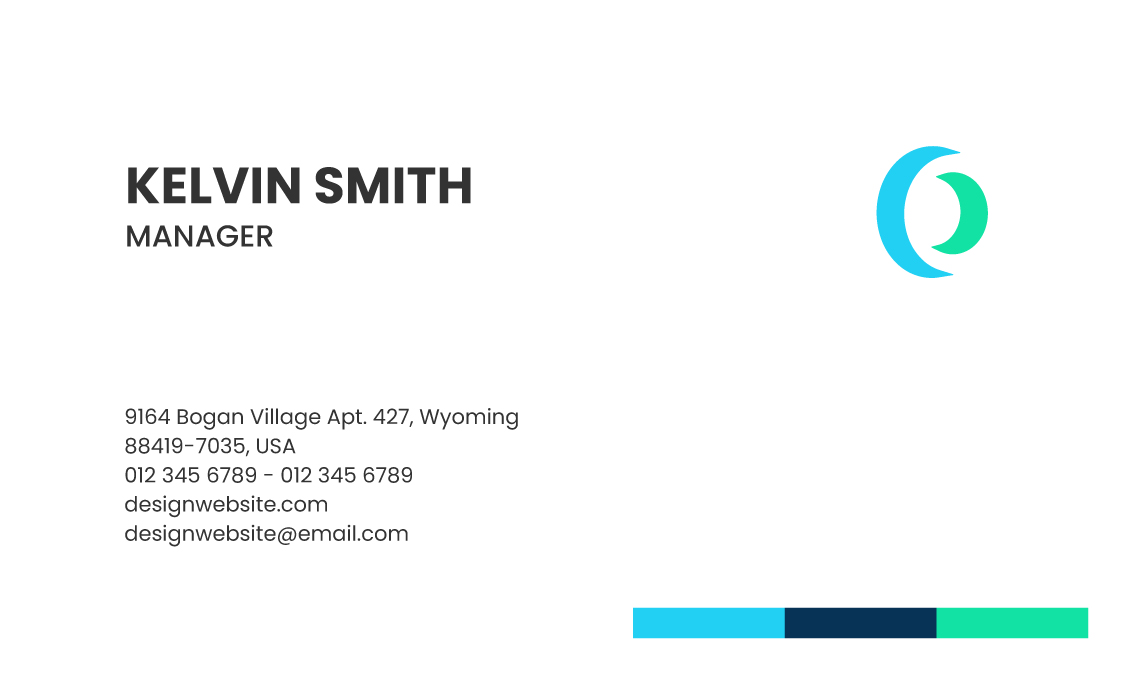 KELVIN SMITH
MANAGER
9164 Bogan Village Apt. 427, Wyoming
88419-7035, USA
012 345 6789 - 012 345 6789
designwebsite.com
designwebsite@email.com